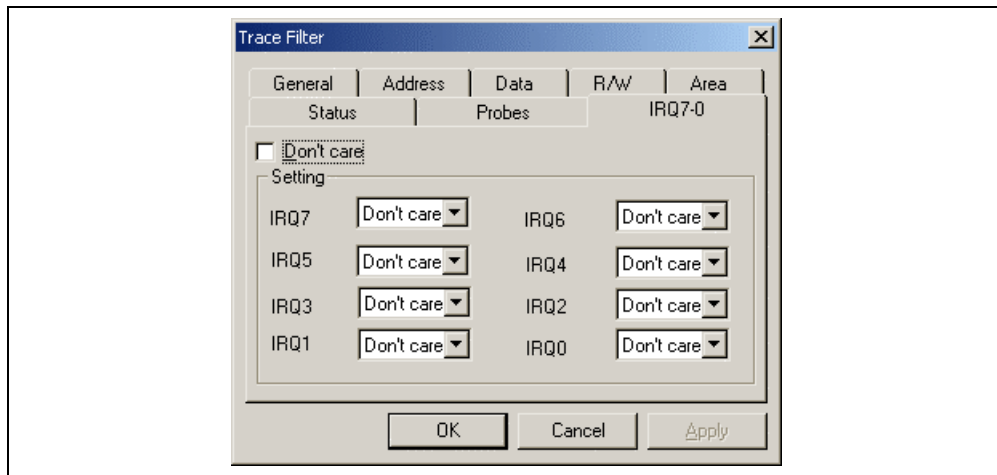 Trace Filter
General Address Data R/W Area
Status Probes IRQ7-0
Don't care
Setting
IRQ7 Don't care IRQ6 Don't care
IRQ5 Don't care IRQ4 Don't care
IRQ3 Don't care IRQ2 Don't care
IRQ1 Don't care IRQ0 Don't care
OK Cancel Apply